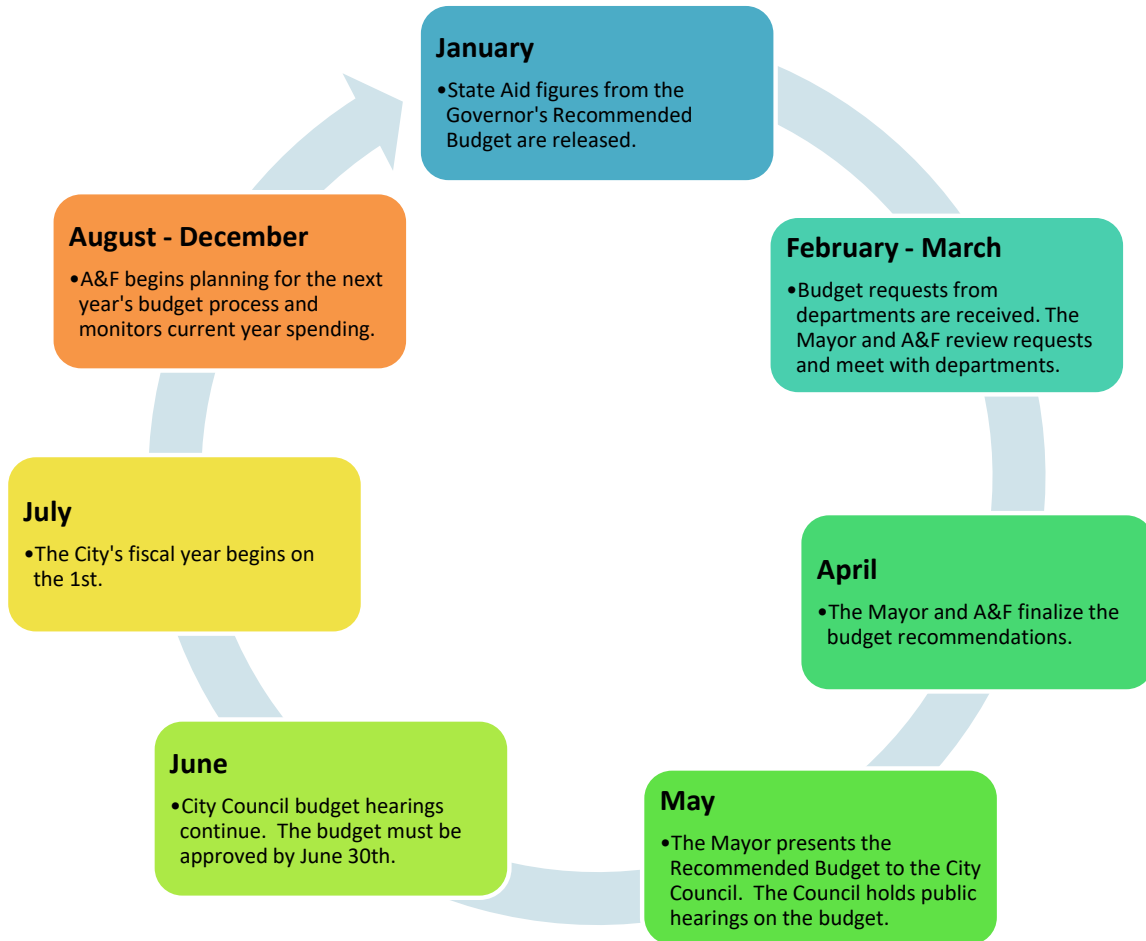 January
•State Aid figures from the
Governor's Recommended
Budget are released.
February - March
•Budget requests from
departments are received. The
Mayor and A&F review requests
and meet with departments.
April
•The Mayor and A&F finalize the
budget recommendations.
May
•The Mayor presents the
Recommended Budget to the City
Council.  The Council holds public
hearings on the budget.
June
•City Council budget hearings
continue.  The budget must be
approved by June 30th.
July
•The City's fiscal year begins on
the 1st.
August - December
•A&F begins planning for the next
year's budget process and
monitors current year spending.